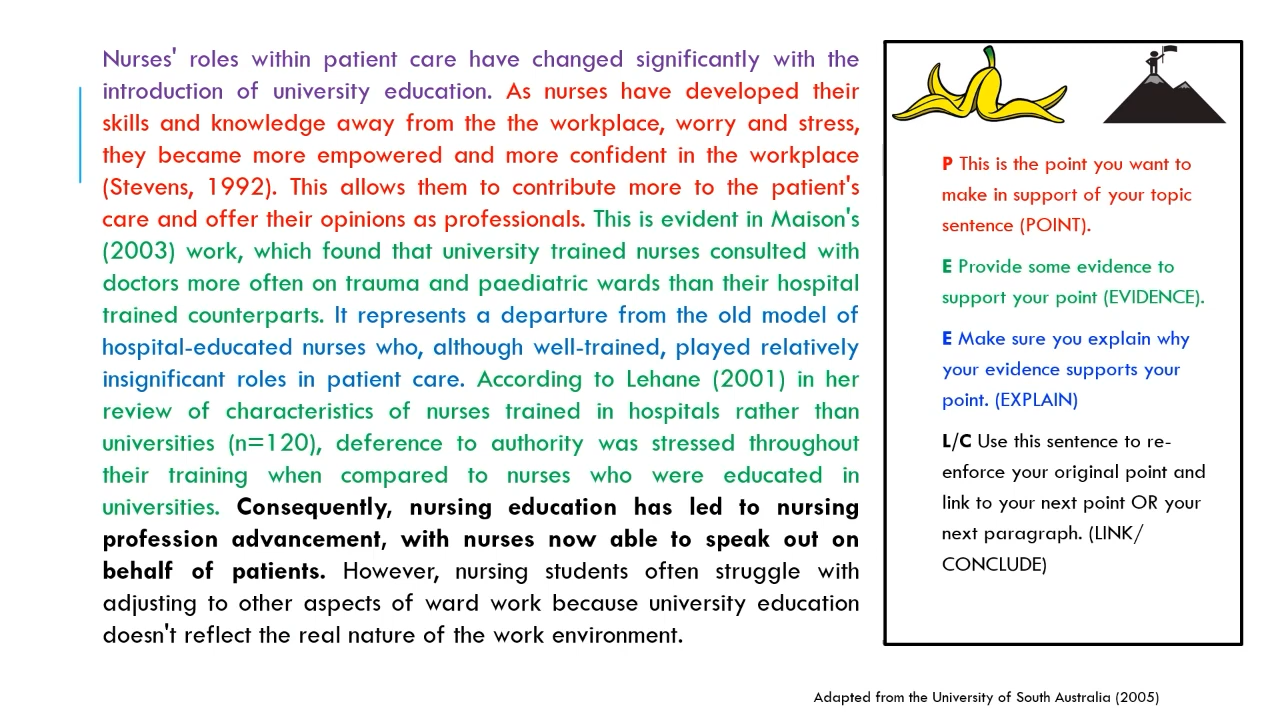 Nurses' roles within patient care have changed significantly with the
introduction of university education. As nurses have developed their
skills and knowledge away from the the workplace, worry and stress,
they became more empowered and more confident in the workplace
(Stevens, 1992). This allows them to contribute more to the patient's
care and offer their opinions as professionals. This is evident in Maison's
(2003) work, which found that university trained nurses consulted with
doctors more often on trauma and paediatric wards than their hospital
trained counterparts. It represents a departure from the old model of
hospital-educated nurses who, although well-trained, played relatively
insignificant roles in patient care. According to Lehane (2001) in her
review of characteristics of nurses trained in hospitals rather than
universities (n=120), deference to authority was stressed throughout
their training when compared to nurses who were educated in
universities. Consequently, nursing education has led to nursing
profession advancement, with nurses now able to speak out on
behalf of patients. However, nursing students often struggle with
adjusting to other aspects of ward work because university education
doesn't reflect the real nature of the work environment.
P This is the point you want to
make in support of your topic
sentence (POINT).
E Provide some evidence to
support your point (EVIDENCE).
E Make sure you explain why
your evidence supports your
point. (EXPLAIN)
L/C Use this sentence to re-
enforce your original point and
link to your next point OR your
next paragraph. (LINK/
CONCLUDE)
Adapted from the University of South Australia (2005)